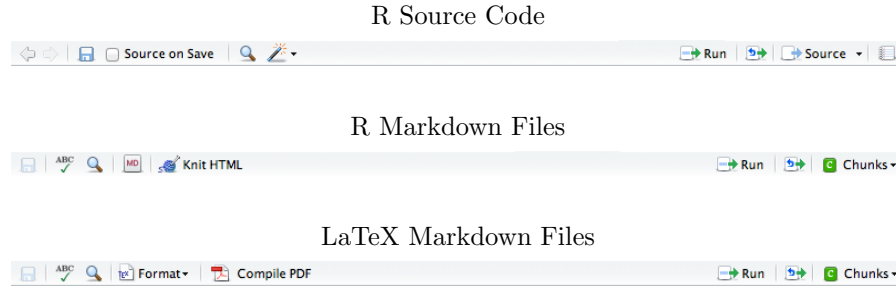 R Source Code
Source on Save Run Source
R Markdown Files
ABC MD Knit HTML Run C Chunks
LaTeX Markdown Files
ABC TEX Format Compile PDF Run C Chunks